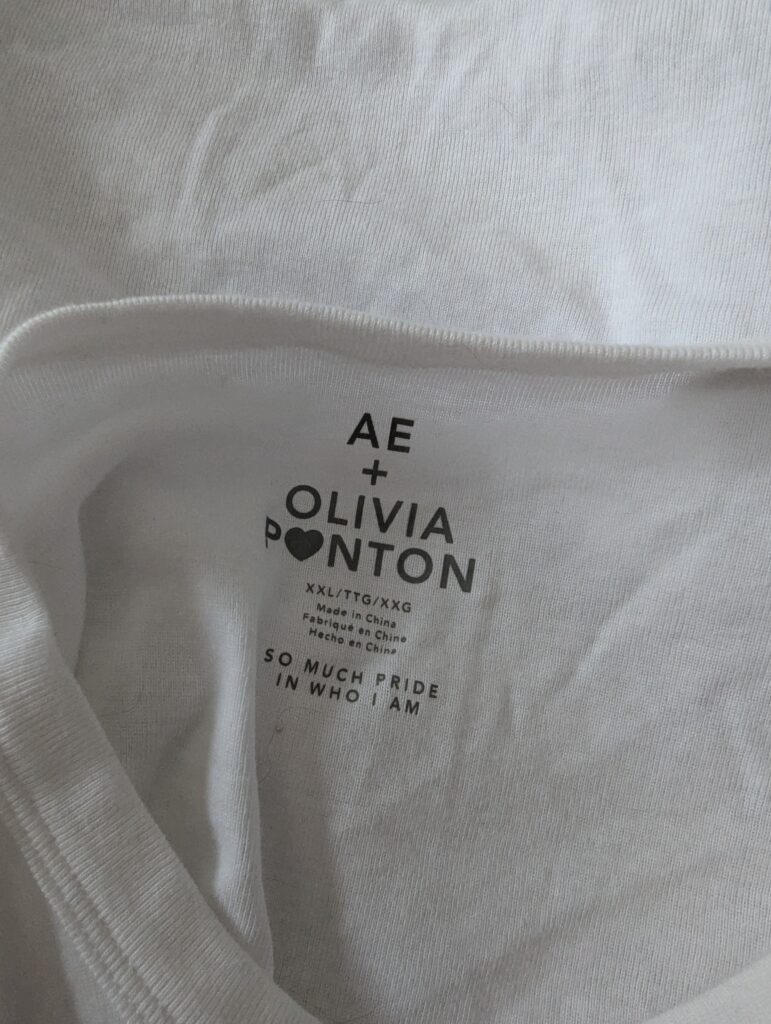 AE
+
OLIVIA
P♥NTON
XXL/TTG/XXG
Made in China
Fabriqué en Chine
Hecho en China
SO MUCH PRIDE
IN WHO I AM